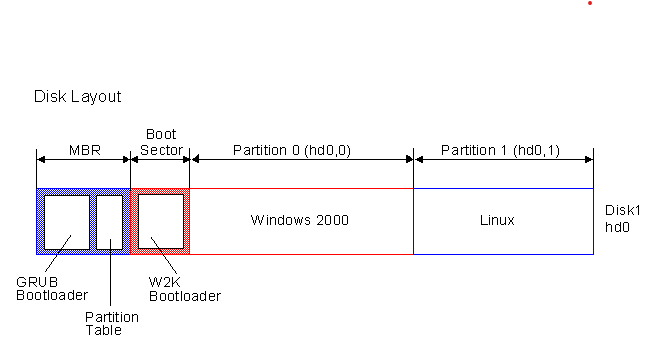 Disk Layout
Boot
MBR
Sector
Partition 0 (hd0,0)
Partition 1 (hd0,1)
Windows 2000
Linux
Disk1
hd0
GRUB
Bootloader
W2K
Bootloader
Partition
Table